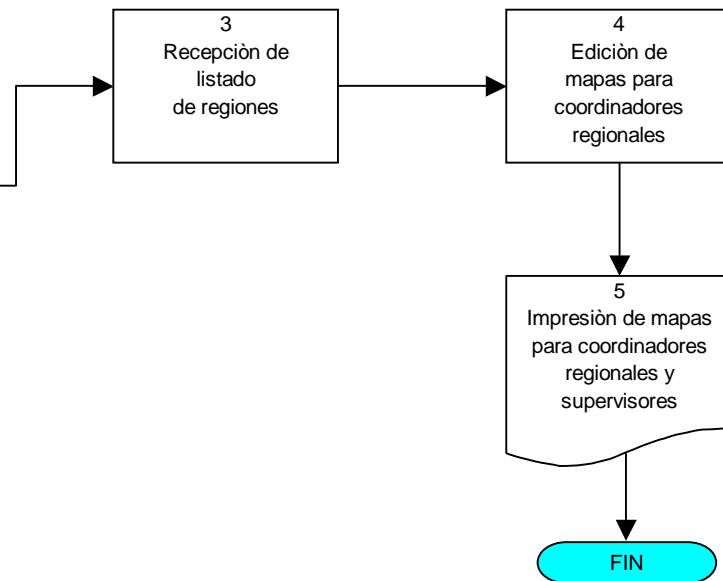 3
Recepciòn de
listado
de regiones
4
Ediciòn de
mapas para
coordinadores
regionales
5
Impresiòn de mapas
para coordinadores
regionales y
supervisores
FIN